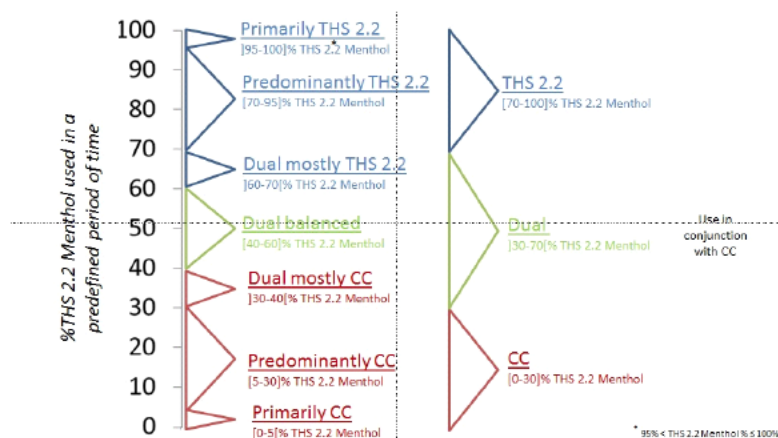 %THS 2.2 Menthol used in a
predefined period of time
100
90
80
70
60
50
40
30
20
10
0
Primarily THS 2.2
*
]95-100]% THS 2.2 Menthol
Predominantly THS 2.2
[70-95]% THS 2.2 Menthol
Dual mostly THS 2.2
]60-70[% THS 2.2 Menthol
Dual balanced
[40-60]% THS 2.2 Menthol
Dual mostly CC
]30-40[% THS 2.2 Menthol
Predominantly CC
[5-30]% THS 2.2 Menthol
Primarily CC
[0-5[% THS 2.2 Menthol
THS 2.2
[70-100]% THS 2.2 Menthol
Dual
]30-70[% THS 2.2 Menthol
CC
[0-30]% THS 2.2 Menthol
Use in
conjunction
with CC
* 95% < THS 2.2 Menthol % ≤ 100%